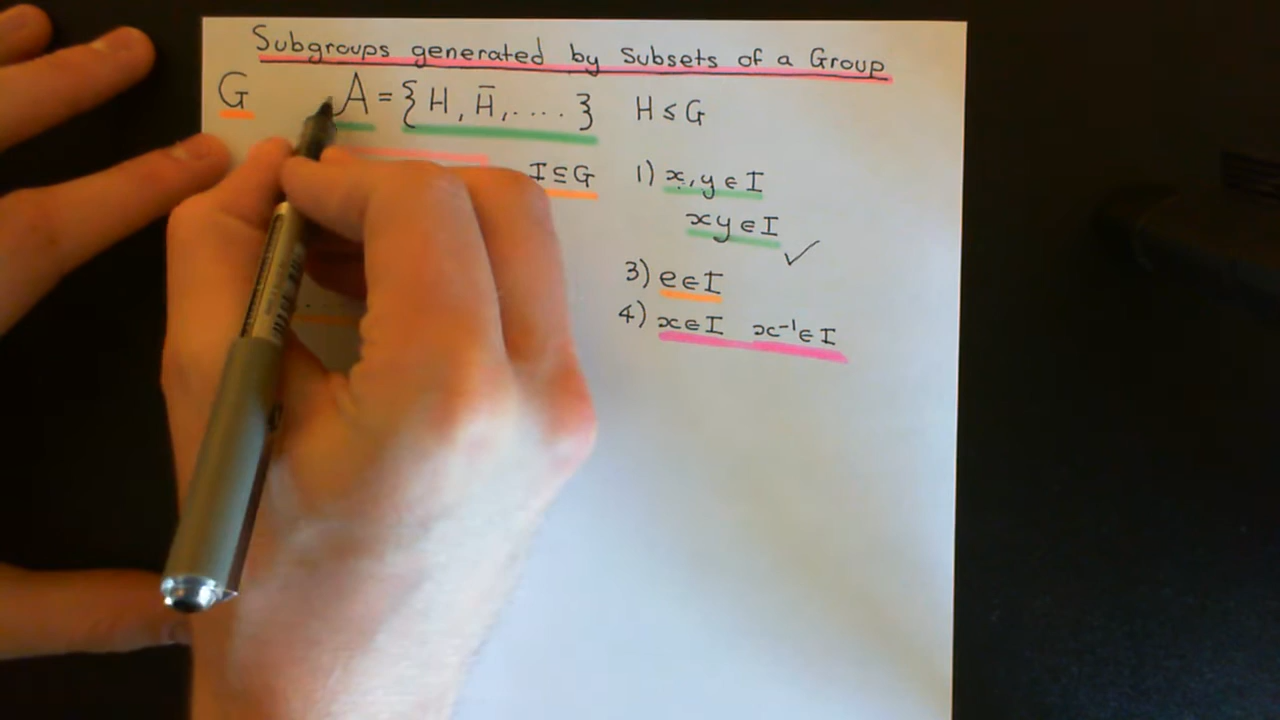 Subgroups generated by Subsets of a Group
G A = {H, H̄, .... } H ≤ G
I ⊆ G 1) x, y ∈ I
xy ∈ I ✓
3) e ∈ I
4) x ∈ I x⁻¹ ∈ I